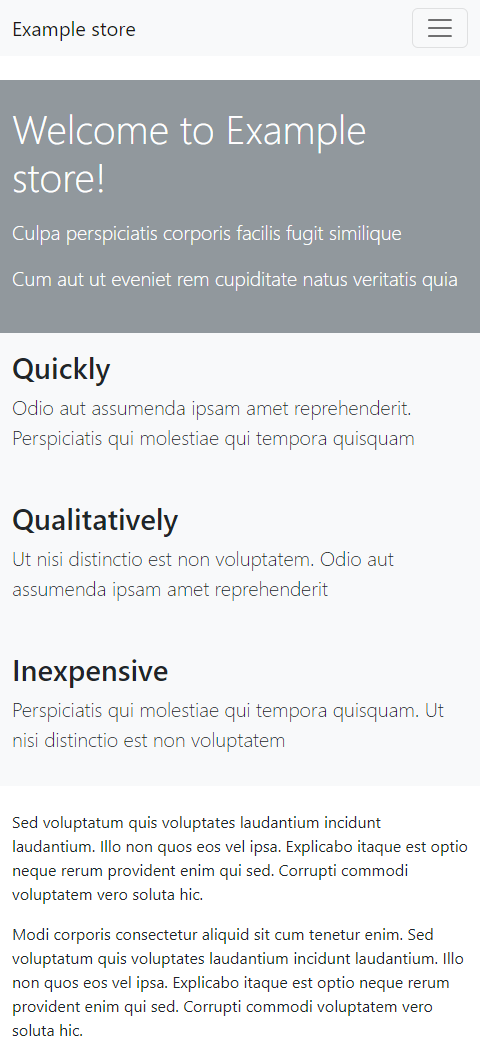 Example store
Welcome to Example
store!
Culpa perspiciatis corporis facilis fugit similique
Cum aut ut eveniet rem cupiditate natus veritatis quia
Quickly
Odio aut assumenda ipsam amet reprehenderit.
Perspiciatis qui molestiae qui tempora quisquam
Qualitatively
Ut nisi distinctio est non voluptatem. Odio aut
assumenda ipsam amet reprehenderit
Inexpensive
Perspiciatis qui molestiae qui tempora quisquam. Ut
nisi distinctio est non voluptatem
Sed voluptatum quis voluptates laudantium incidunt
laudantium. Illo non quos eos vel ipsa. Explicabo itaque est optio
neque rerum provident enim qui sed. Corrupti commodi
voluptatem vero soluta hic.
Modi corporis consectetur aliquid sit cum tenetur enim. Sed
voluptatum quis voluptates laudantium incidunt laudantium. Illo
non quos eos vel ipsa. Explicabo itaque est optio neque rerum
provident enim qui sed. Corrupti commodi voluptatem vero
soluta hic.